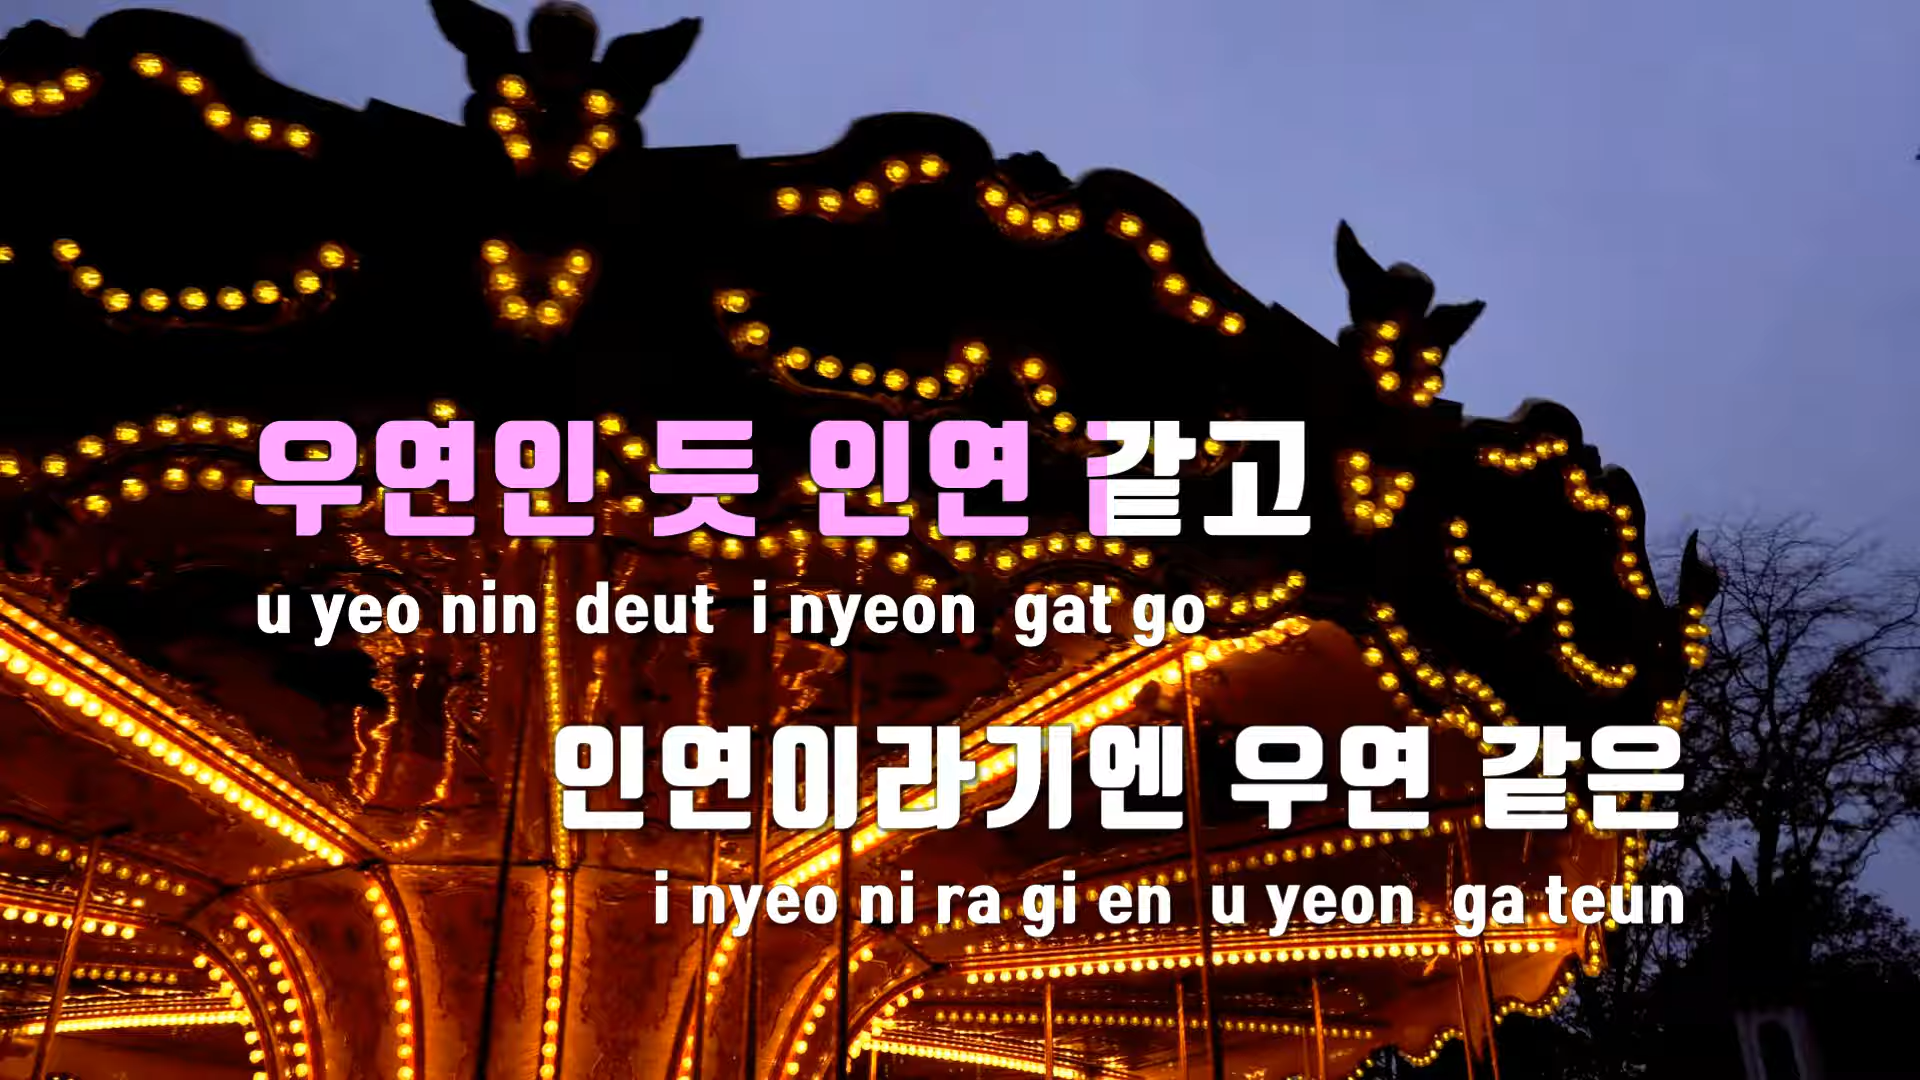 우연인 듯 인연 같고
u yeo nin deut i nyeon gat go
인연이라기엔 우연 같은
i nyeo ni ra gi en u yeon ga teun